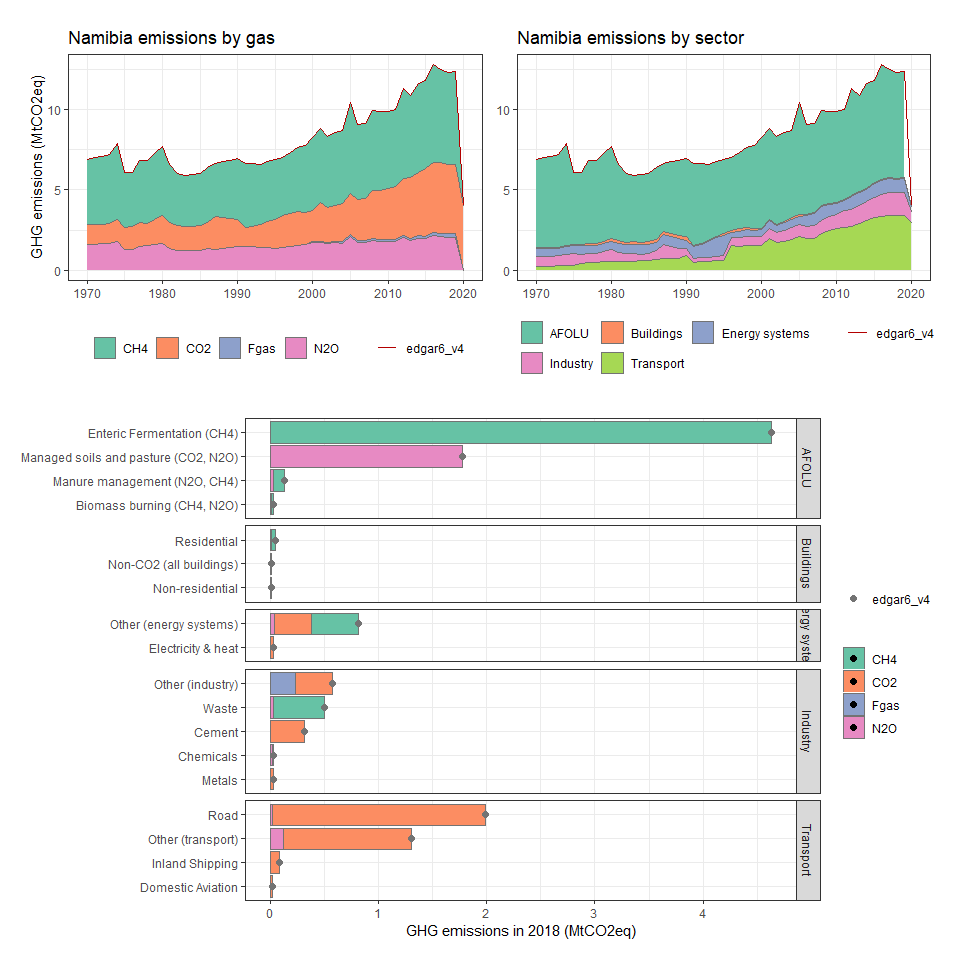 Namibia emissions by gas
GHG emissions (MtCO2eq)
10
5
0
1970 1980 1990 2000 2010 2020
CH4 CO2 Fgas N2O edgar6_v4
Namibia emissions by sector
10
5
0
1970 1980 1990 2000 2010 2020
AFOLU Buildings Energy systems edgar6_v4
Industry Transport
Enteric Fermentation (CH4)
Managed soils and pasture (CO2, N2O)
Manure management (N2O, CH4)
Biomass burning (CH4, N2O)
AFOLU
Residential
Non-CO2 (all buildings)
Non-residential
Buildings
Other (energy systems)
Electricity & heat
ergy syste
Other (industry)
Waste
Cement
Chemicals
Metals
Industry
Road
Other (transport)
Inland Shipping
Domestic Aviation
Transport
0 1 2 3 4
GHG emissions in 2018 (MtCO2eq)
edgar6_v4
CH4
CO2
Fgas
N2O